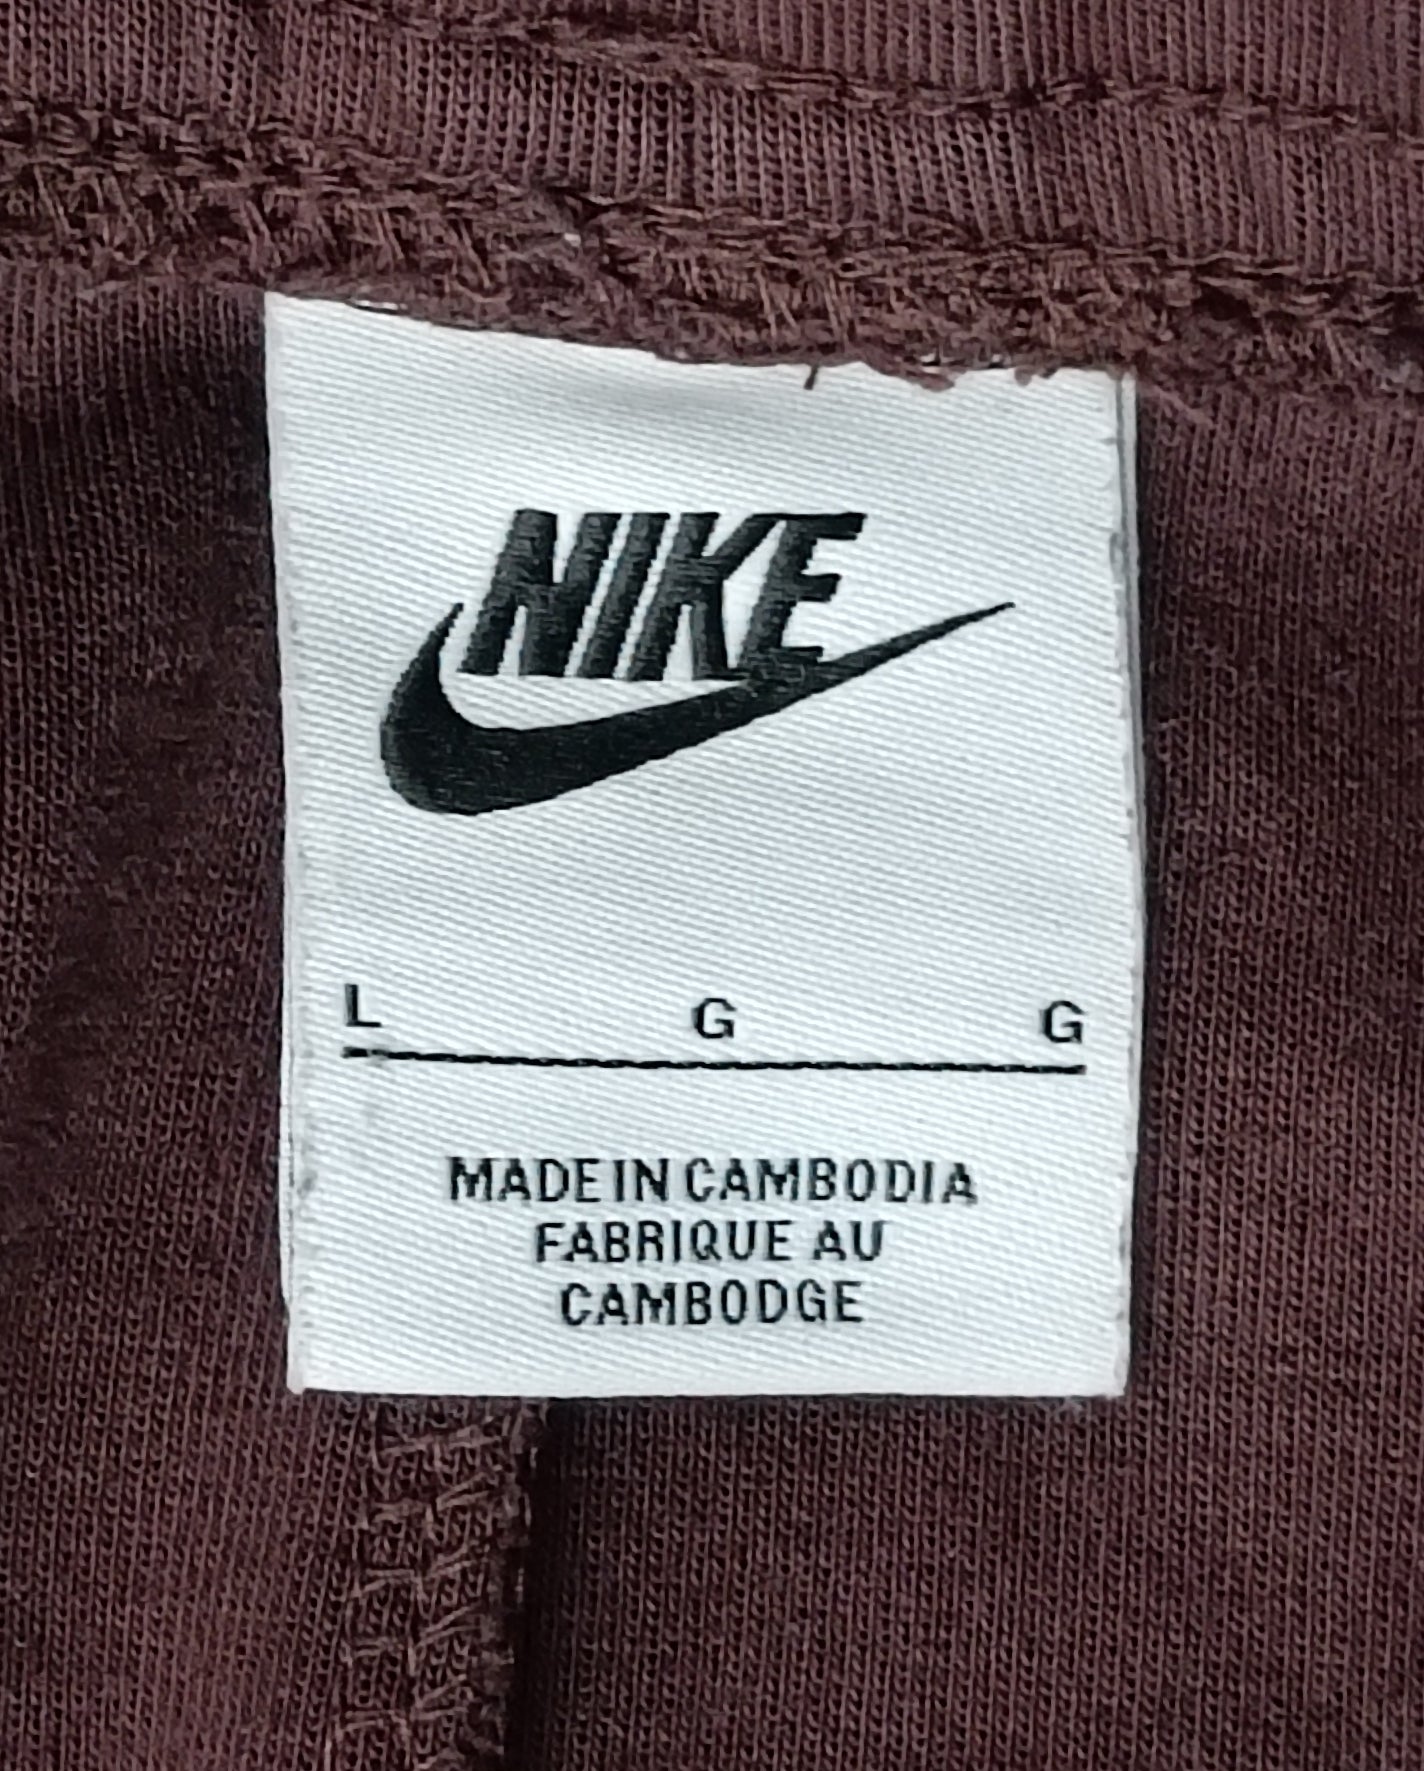 NIKE
L G G
MADE IN CAMBODIA
FABRIQUE AU
CAMBODGE